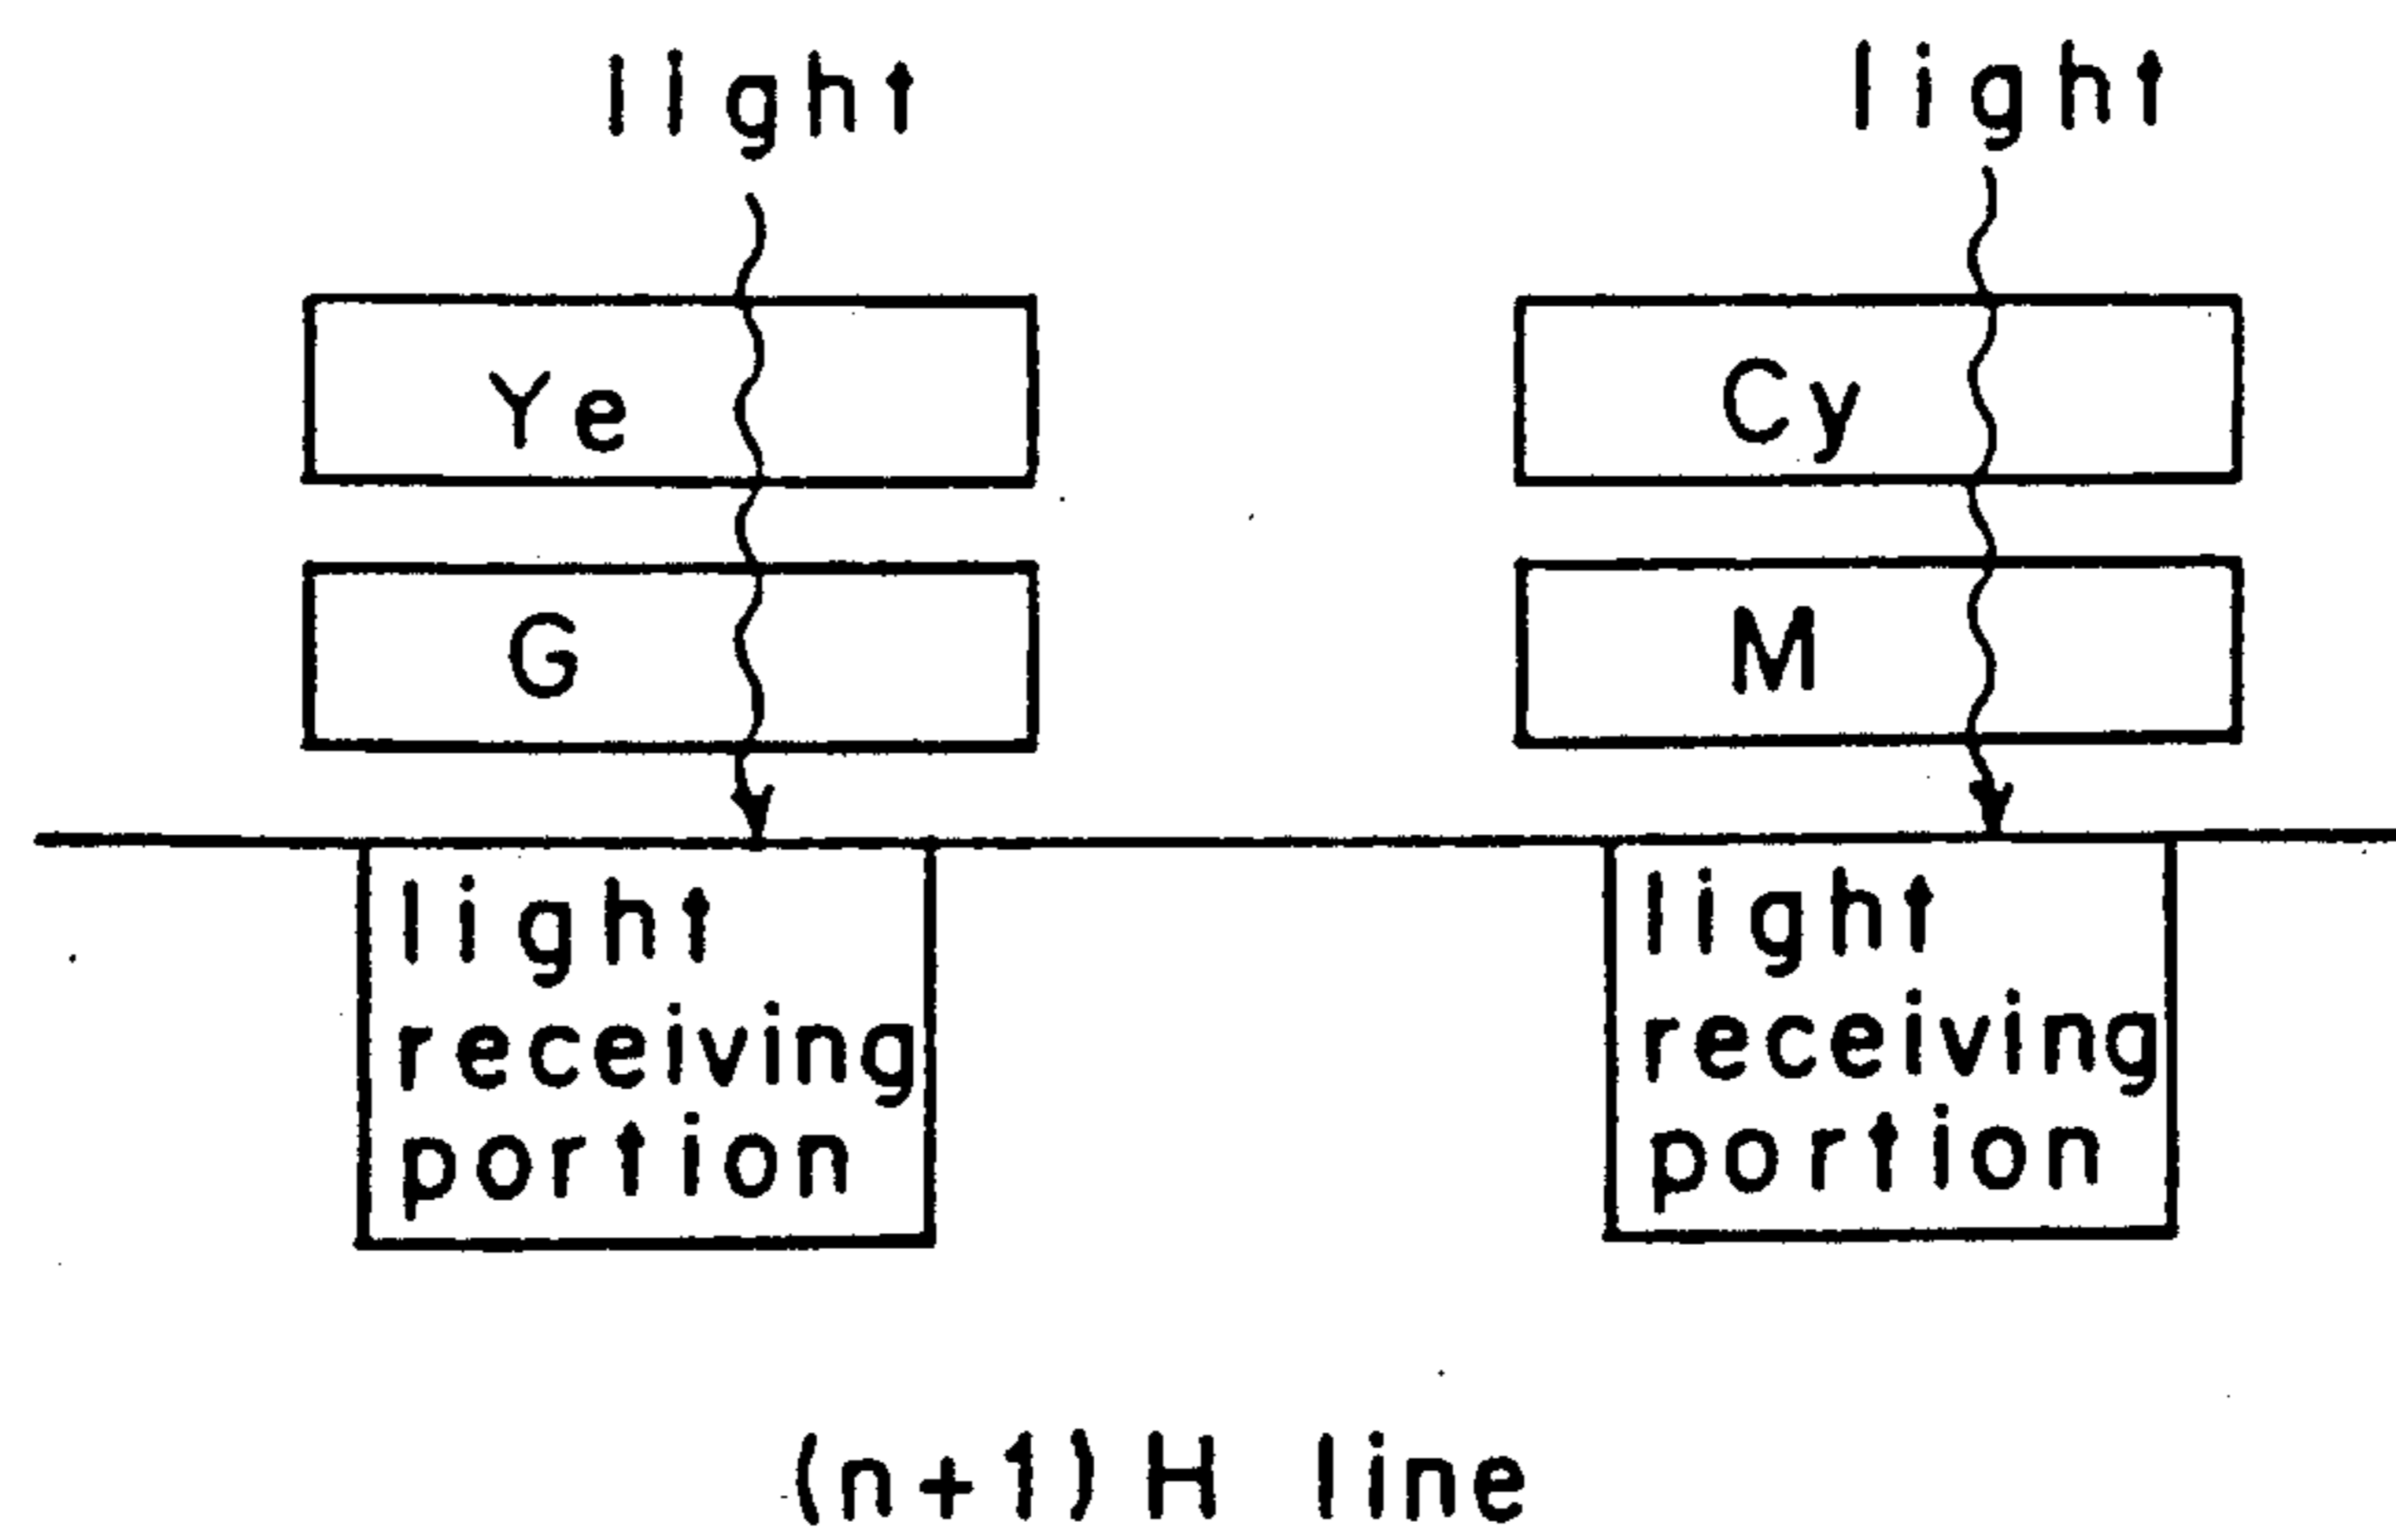 light light
Ye Cy
G M
light
receiving
portion
light
receiving
portion
(n+1)H line